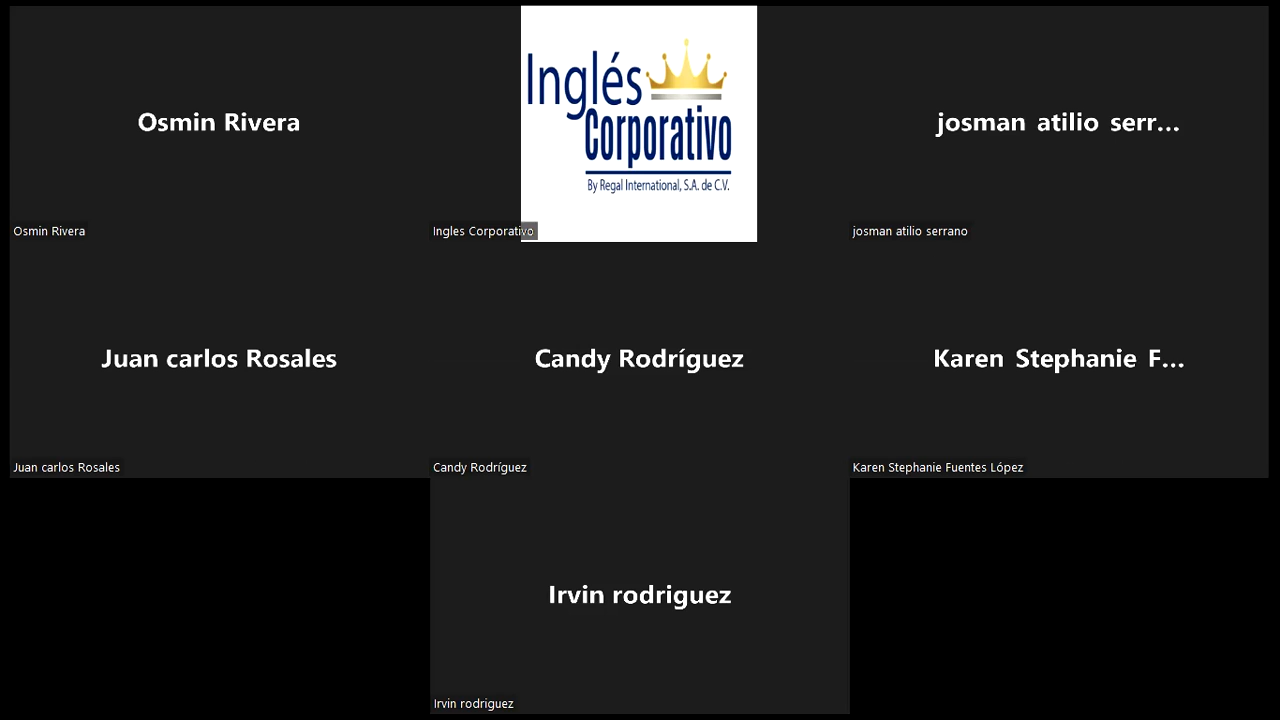 Osmin Rivera
Osmin Rivera
Inglés
Corporativo
By Regal International, S.A. de C.V.
Ingles Corporativo
josman atilio serr...
josman atilio serrano
Juan carlos Rosales
Juan carlos Rosales
Candy Rodríguez
Candy Rodríguez
Karen Stephanie F...
Karen Stephanie Fuentes López
Irvin rodriguez
Irvin rodriguez